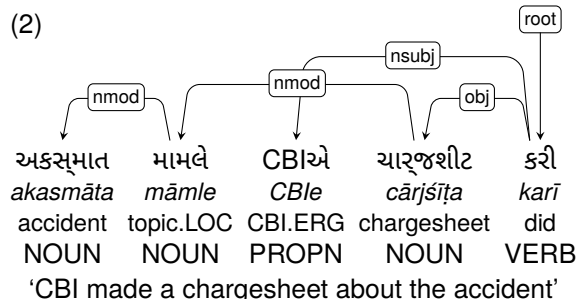 (2)
root
nsubj
nmod nmod obj
અકસ્માત મામલે CBIએ ચાર્જશીટ કરી
akasmāta māmle CBIe cārjśīṭa karī
accident topic.LOC CBI.ERG chargesheet did
NOUN NOUN PROPN NOUN VERB
‘CBI made a chargesheet about the accident’